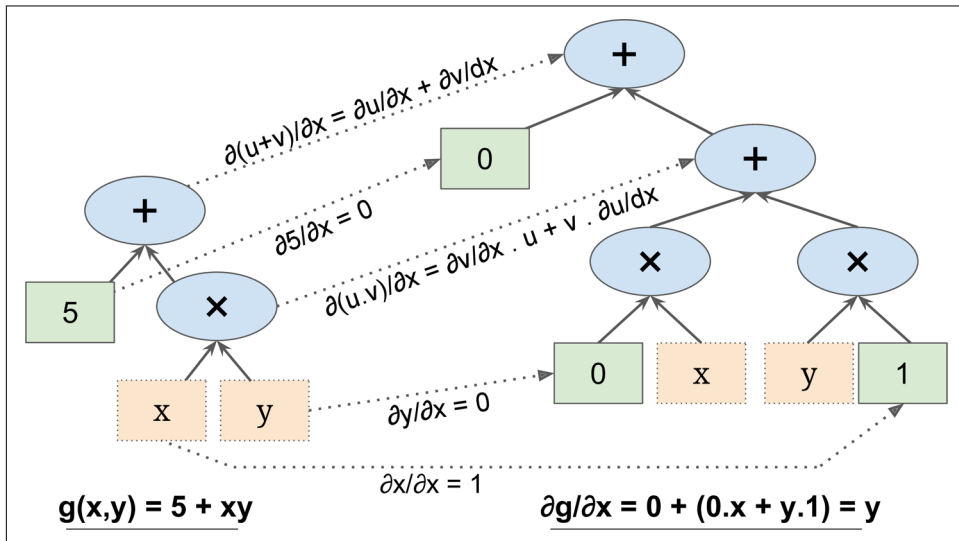 +
∂(u+v)/∂x = ∂u/∂x + ∂v/dx
0
+
+
∂5/∂x = 0
∂(u.v)/∂x = ∂v/∂x . u + v . ∂u/dx
×
×
5
×
0
x
y
1
x
y
∂y/∂x = 0
∂x/∂x = 1
g(x,y) = 5 + xy
∂g/∂x = 0 + (0.x + y.1) = y